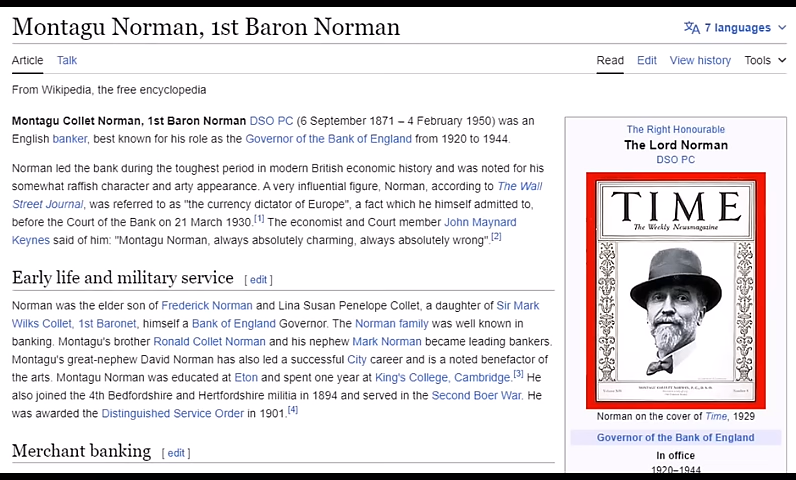 Montagu Norman, 1st Baron Norman
7 languages
Article Talk
Read Edit View history Tools
From Wikipedia, the free encyclopedia
Montagu Collet Norman, 1st Baron Norman DSO PC (6 September 1871 – 4 February 1950) was an
English banker, best known for his role as the Governor of the Bank of England from 1920 to 1944.
Norman led the bank during the toughest period in modern British economic history and was noted for his
somewhat raffish character and arty appearance. A very influential figure, Norman, according to The Wall
Street Journal, was referred to as "the currency dictator of Europe", a fact which he himself admitted to,
before the Court of the Bank on 21 March 1930.[1] The economist and Court member John Maynard
Keynes said of him: "Montagu Norman, always absolutely charming, always absolutely wrong".[2]
Early life and military service [ edit ]
Norman was the elder son of Frederick Norman and Lina Susan Penelope Collet, a daughter of Sir Mark
Wilks Collet, 1st Baronet, himself a Bank of England Governor. The Norman family was well known in
banking. Montagu's brother Ronald Collet Norman and his nephew Mark Norman became leading bankers.
Montagu's great-nephew David Norman has also led a successful City career and is a noted benefactor of
the arts. Montagu Norman was educated at Eton and spent one year at King's College, Cambridge.[3] He
also joined the 4th Bedfordshire and Hertfordshire militia in 1894 and served in the Second Boer War. He
was awarded the Distinguished Service Order in 1901.[4]
Merchant banking [ edit ]
The Right Honourable
The Lord Norman
DSO PC
TIME
The Weekly Newsmagazine
Norman on the cover of Time, 1929
Governor of the Bank of England
In office
1920–1944